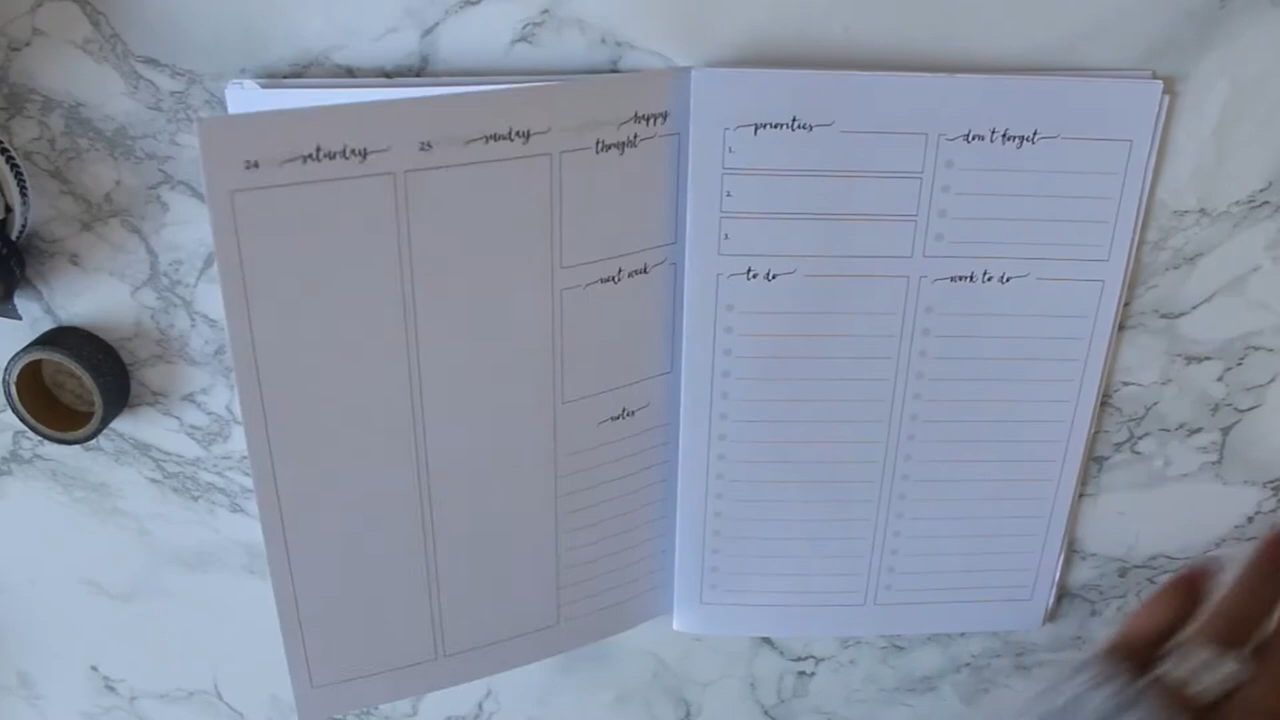 24 saturday
25 sunday
happy
thought
next week
notes
priorities
1.
2.
3.
don't forget
to do
work to do